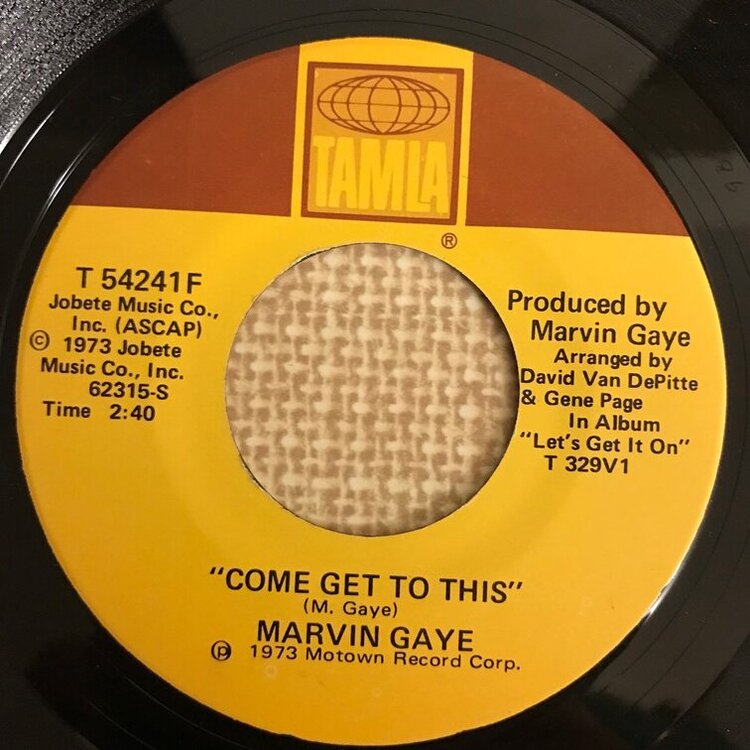 TAMLA
®
T 54241F
Jobete Music Co.,
Inc. (ASCAP)
© 1973 Jobete
Music Co., Inc.
62315-S
Time 2:40
Produced by
Marvin Gaye
Arranged by
David Van DePitte
& Gene Page
In Album
"Let's Get It On"
T 329V1
"COME GET TO THIS"
(M. Gaye)
MARVIN GAYE
℗ 1973 Motown Record Corp.